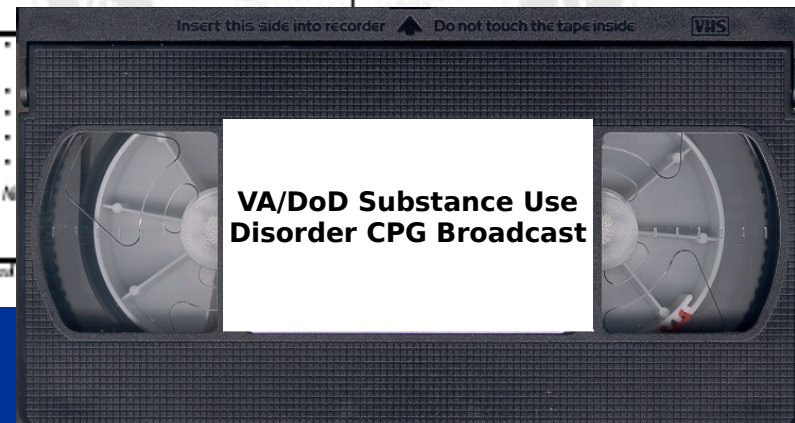 Insert this side into recorder Do not touch the tape inside VHS
VA/DoD Substance Use
Disorder CPG Broadcast